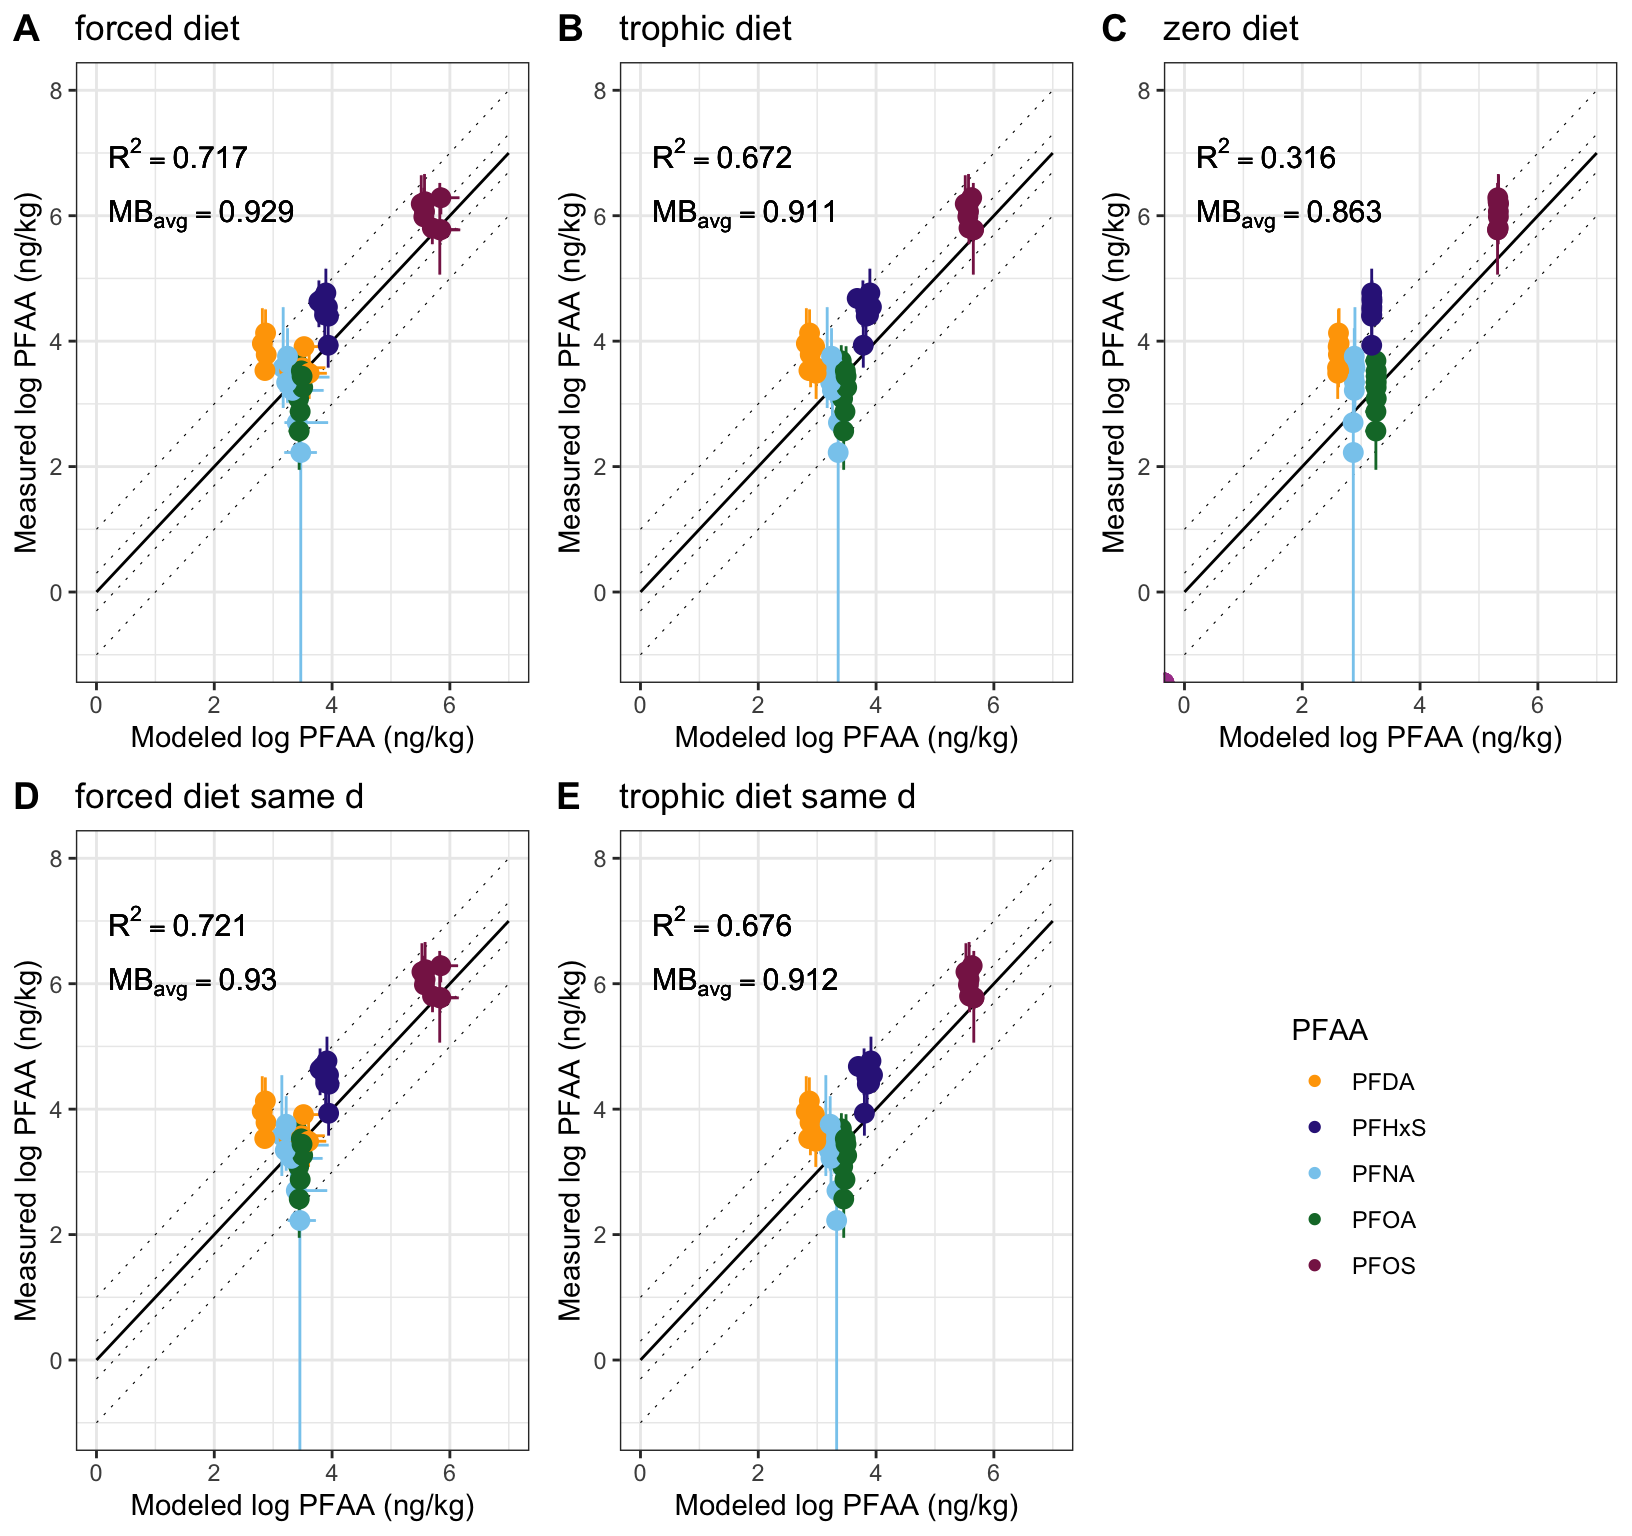 A forced diet
R² = 0.717
MBavg = 0.929
Measured log PFAA (ng/kg)
8
6
4
2
0
0 2 4 6
Modeled log PFAA (ng/kg)
B trophic diet
R² = 0.672
MBavg = 0.911
Measured log PFAA (ng/kg)
8
6
4
2
0
0 2 4 6
Modeled log PFAA (ng/kg)
C zero diet
R² = 0.316
MBavg = 0.863
Measured log PFAA (ng/kg)
8
6
4
2
0
0 2 4 6
Modeled log PFAA (ng/kg)
D forced diet same d
R² = 0.721
MBavg = 0.93
Measured log PFAA (ng/kg)
8
6
4
2
0
0 2 4 6
Modeled log PFAA (ng/kg)
E trophic diet same d
R² = 0.676
MBavg = 0.912
Measured log PFAA (ng/kg)
8
6
4
2
0
0 2 4 6
Modeled log PFAA (ng/kg)
PFAA
PFDA
PFHxS
PFNA
PFOA
PFOS